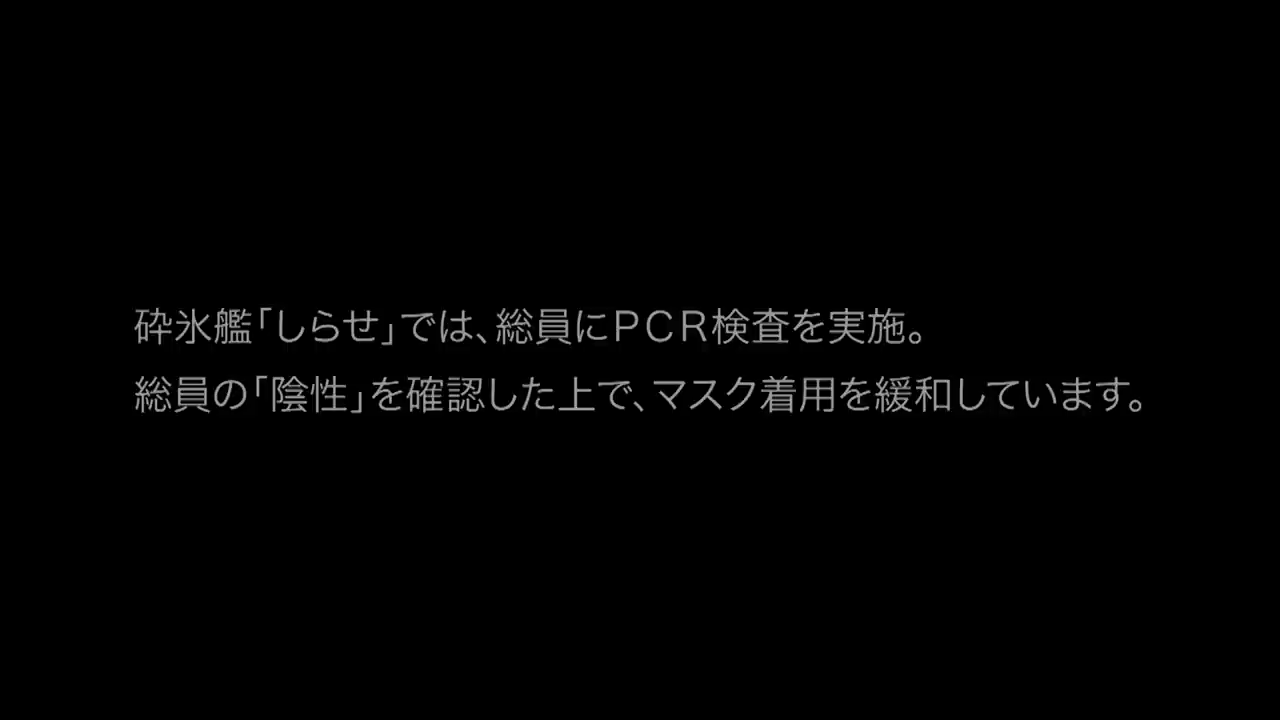 砕氷艦「しらせ」では、総員にＰＣＲ検査を実施。
総員の「陰性」を確認した上で、マスク着用を緩和しています。